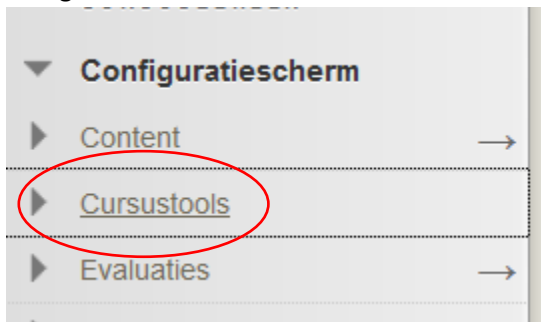 Configuratiescherm
Content →
Cursustools
Evaluaties →